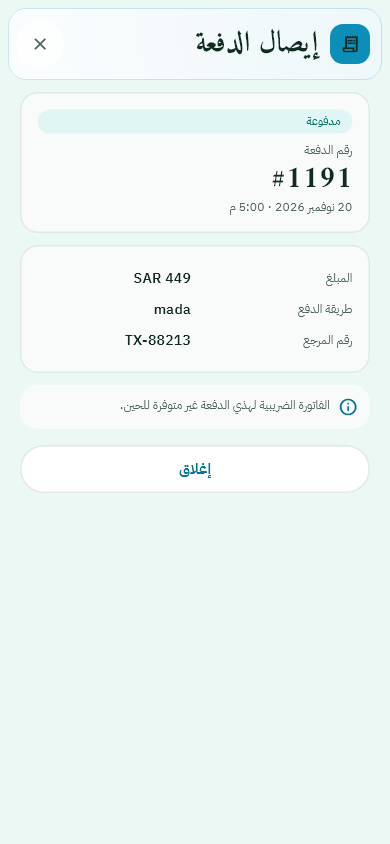 إيصال الدفعة
مدفوعة
رقم الدفعة
#1191
20 نوفمبر 2026 · 5:00 م
المبلغ SAR 449
طريقة الدفع mada
رقم المرجع TX-88213
الفاتورة الضريبية لهذي الدفعة غير متوفرة للحين.
إغلاق